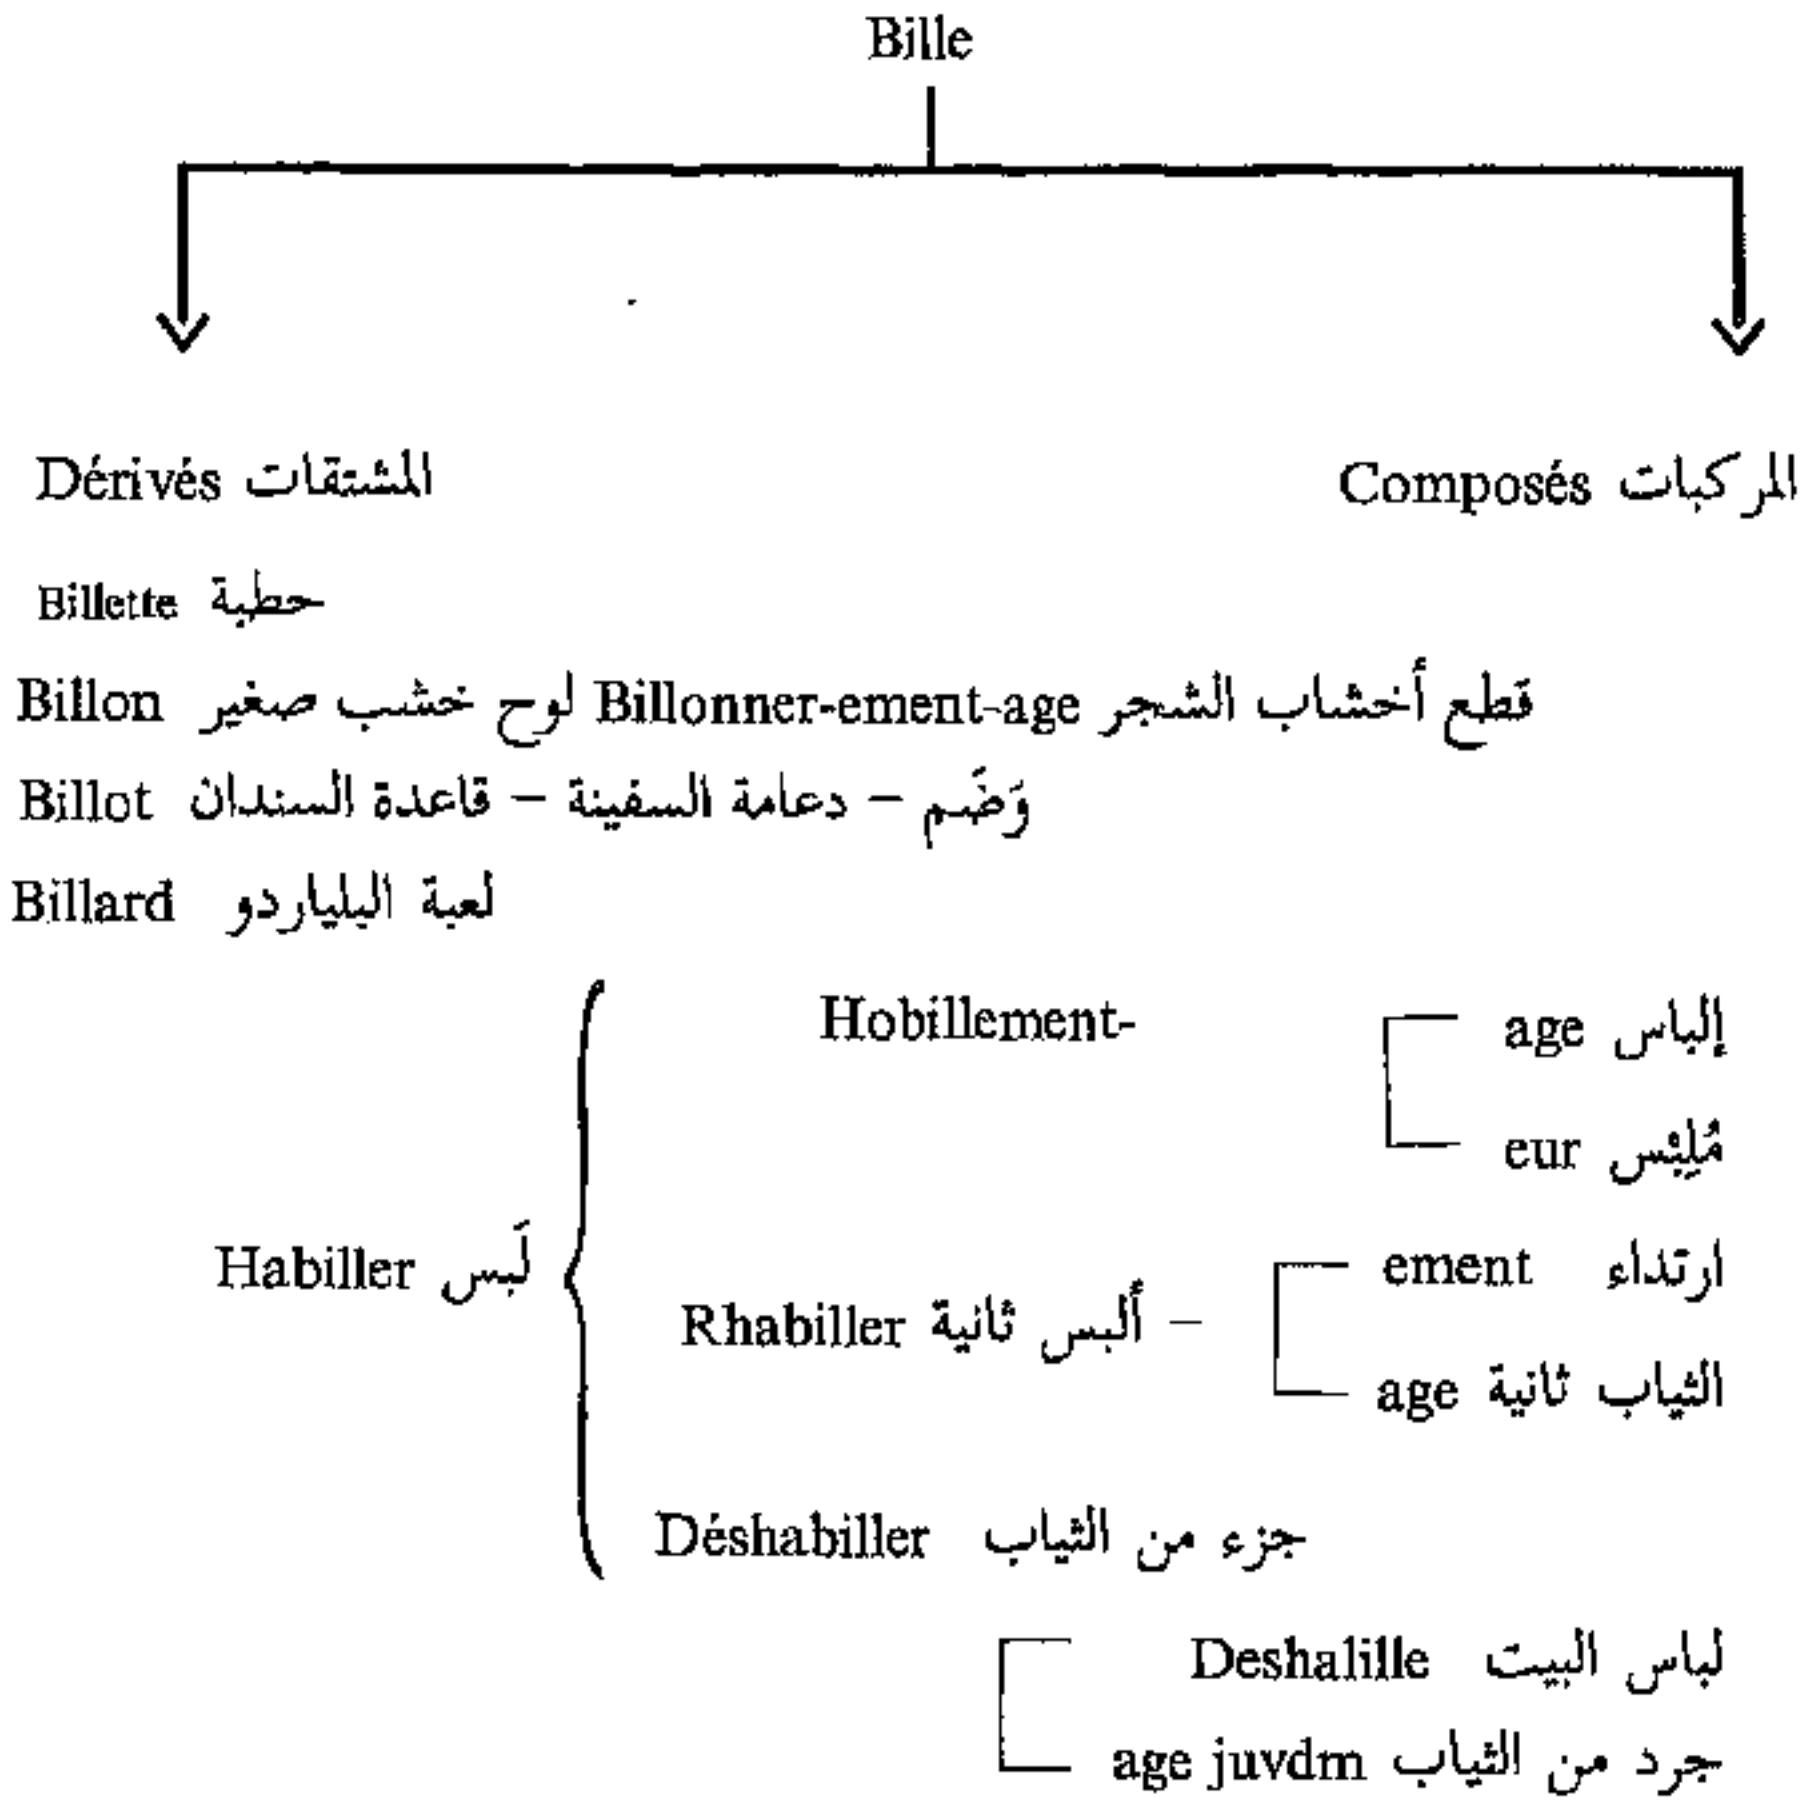 Bille
Dérivés المشتقات
Composés المركبات
Billette حطبة
Billon لوح خشب صغير Billonner-ement-age قطع أخشاب الشجر
Billot وَضَم – دعامة السفينة – قاعدة السندان
Billard لعبة البلياردو
Hobillement-
age إلباس
eur مُلِبْس
Habiller لَبس
ement ارتداء
Rhabiller ألبس ثانية –
age الثياب ثانية
Déshabiller جزء من الثياب
Deshalille لباس البيت
age juvdm جرد من الثياب